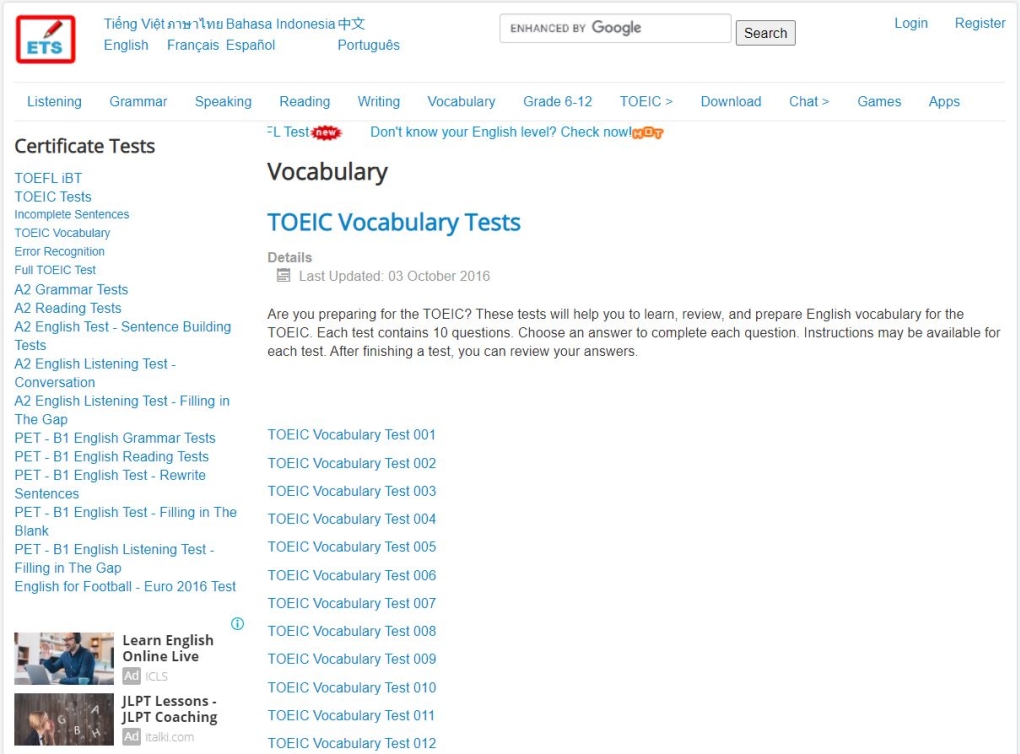 ETS
Tiếng Việt ภาษาไทย Bahasa Indonesia 中文
English Français Español Português
ENHANCED BY Google
Search
Login Register
Listening Grammar Speaking Reading Writing Vocabulary Grade 6-12 TOEIC > Download Chat > Games Apps
FL Test new Don't know your English level? Check now! HOT
Certificate Tests
TOEFL iBT
TOEIC Tests
Incomplete Sentences
TOEIC Vocabulary
Error Recognition
Full TOEIC Test
A2 Grammar Tests
A2 Reading Tests
A2 English Test - Sentence Building
Tests
A2 English Listening Test -
Conversation
A2 English Listening Test - Filling in
The Gap
PET - B1 English Grammar Tests
PET - B1 English Reading Tests
PET - B1 English Test - Rewrite
Sentences
PET - B1 English Test - Filling in The
Blank
PET - B1 English Listening Test -
Filling in The Gap
English for Football - Euro 2016 Test
Learn English
Online Live
Ad ICLS
JLPT Lessons -
JLPT Coaching
Ad italki.com
Vocabulary
TOEIC Vocabulary Tests
Details
Last Updated: 03 October 2016
Are you preparing for the TOEIC? These tests will help you to learn, review, and prepare English vocabulary for the
TOEIC. Each test contains 10 questions. Choose an answer to complete each question. Instructions may be available for
each test. After finishing a test, you can review your answers.
TOEIC Vocabulary Test 001
TOEIC Vocabulary Test 002
TOEIC Vocabulary Test 003
TOEIC Vocabulary Test 004
TOEIC Vocabulary Test 005
TOEIC Vocabulary Test 006
TOEIC Vocabulary Test 007
TOEIC Vocabulary Test 008
TOEIC Vocabulary Test 009
TOEIC Vocabulary Test 010
TOEIC Vocabulary Test 011
TOEIC Vocabulary Test 012